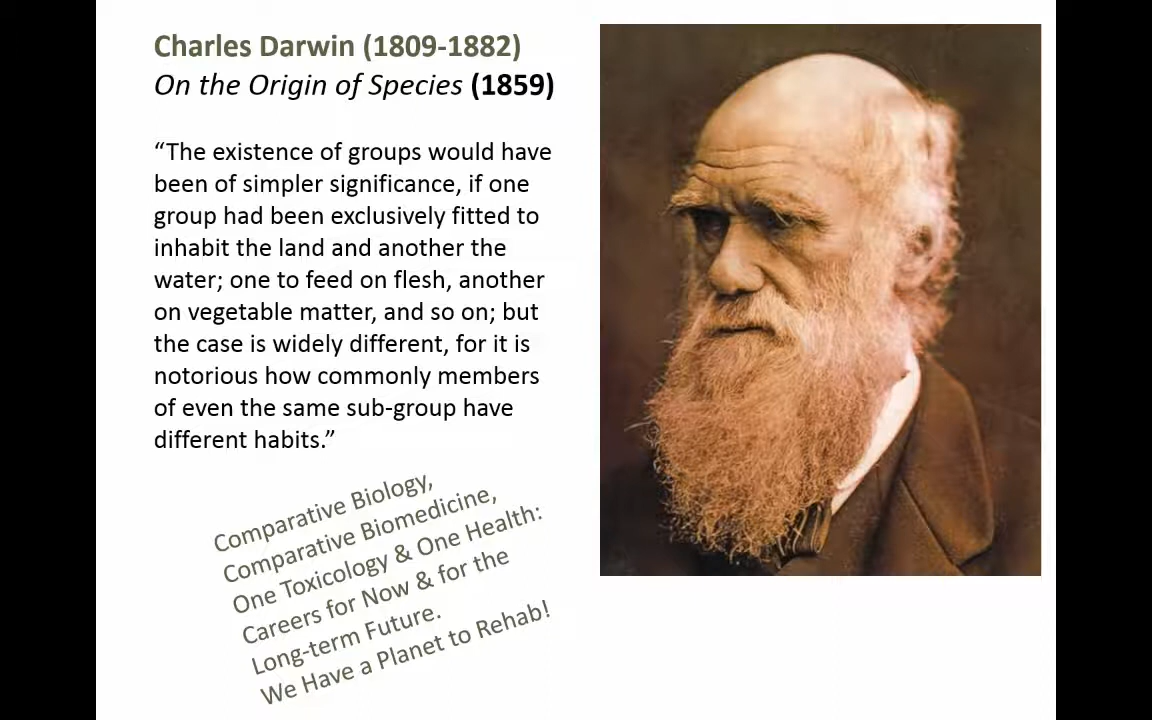 Charles Darwin (1809-1882)
On the Origin of Species (1859)
“The existence of groups would have
been of simpler significance, if one
group had been exclusively fitted to
inhabit the land and another the
water; one to feed on flesh, another
on vegetable matter, and so on; but
the case is widely different, for it is
notorious how commonly members
of even the same sub-group have
different habits.”
Comparative Biology,
Comparative Biomedicine,
One Toxicology & One Health:
Careers for Now & for the
Long-term Future.
We Have a Planet to Rehab!